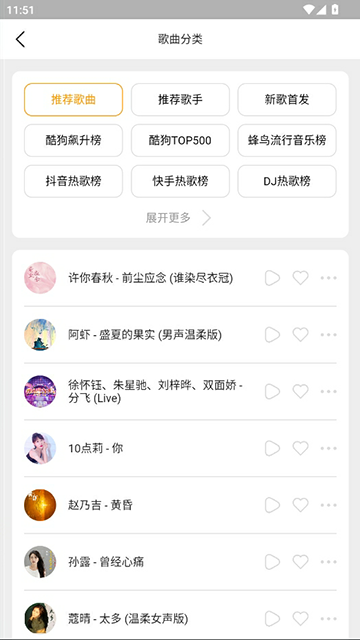 11:51
歌曲分类
推荐歌曲
推荐歌手
新歌首发
酷狗飙升榜
酷狗TOP500
蜂鸟流行音乐榜
抖音热歌榜
快手热歌榜
DJ热歌榜
展开更多
许你春秋 - 前尘应念 (谁染尽衣冠)
阿虾 - 盛夏的果实 (男声温柔版)
徐怀钰、朱星驰、刘梓晔、双面娇 -
分飞 (Live)
10点莉 - 你
赵乃吉 - 黄昏
孙露 - 曾经心痛
蔻晴 - 太多 (温柔女声版)